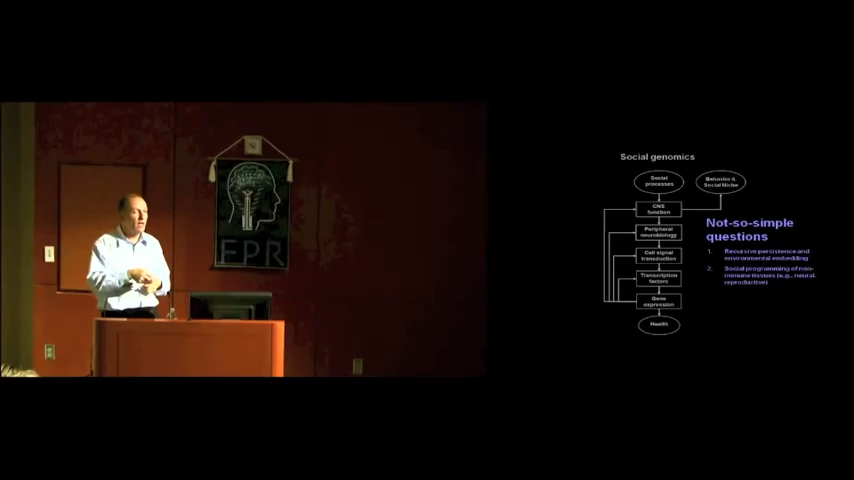 FPR
Social genomics
Social
processes
Behavior &
Social Niche
CNS
function
Peripheral
neurobiology
Cell signal
transduction
Transcription
factors
Gene
expression
Health
Not-so-simple
questions
1. Recursive persistence and
environmental embedding
2. Social programming of non-
immune tissues (e.g., neural,
reproductive)